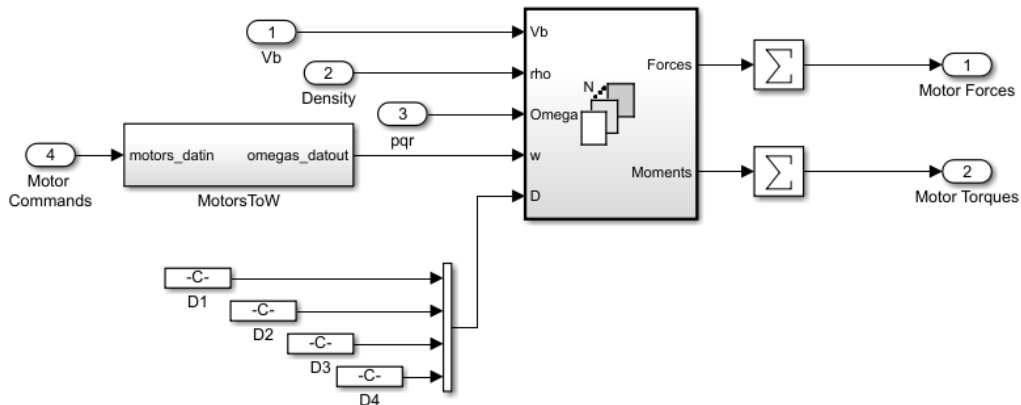 1
Vb
2
Density
3
pqr
4
Motor
Commands
motors_datin
omegas_datout
MotorsToW
Vb
rho
Omega
w
D
N
Forces
Moments
∑
∑
1
Motor Forces
2
Motor Torques
-C-
D1
-C-
D2
-C-
D3
-C-
D4